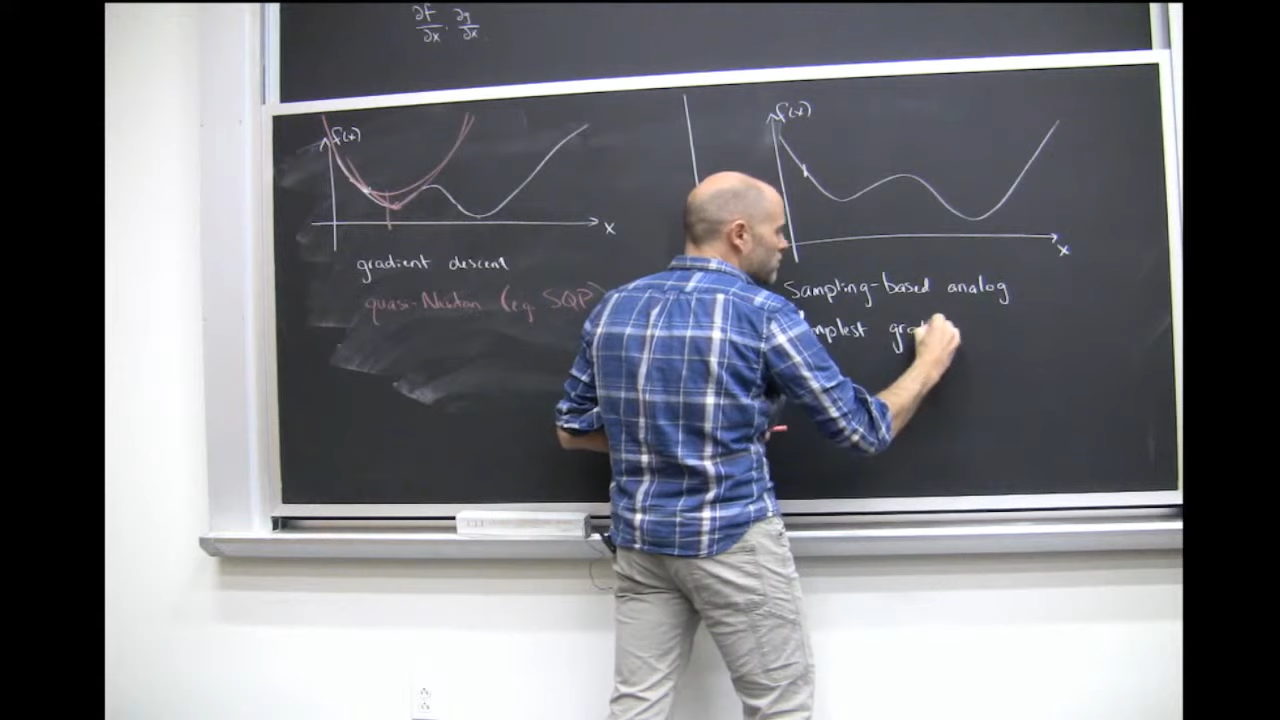 ∂f/∂x . ∂g/∂x
f(x)
x
gradient descent
quasi-Newton (e.g. SQP)
f(x)
x
Sampling-based analog